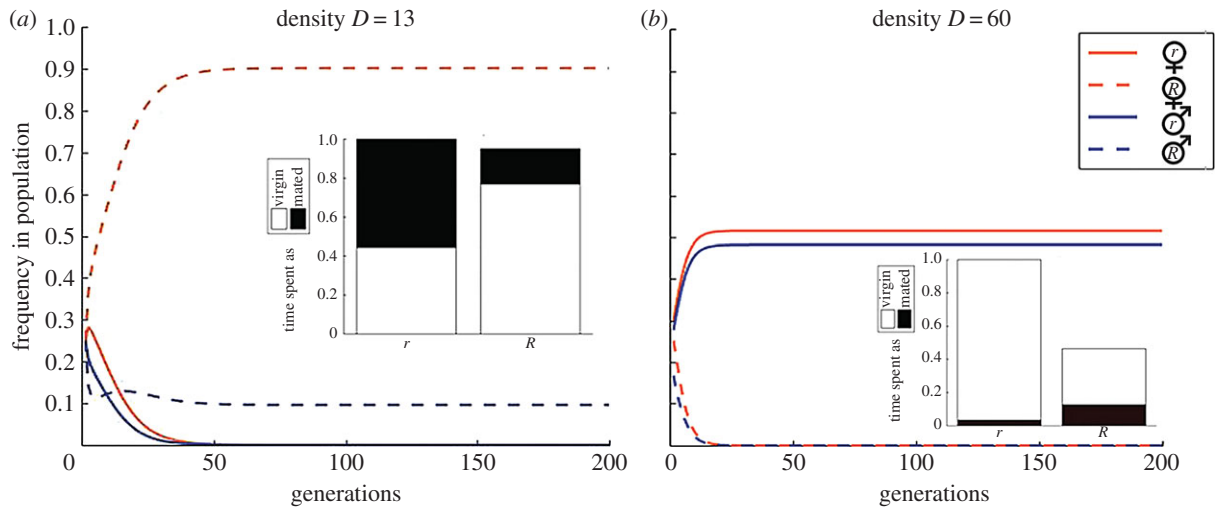 (a) density D = 13
1.0
0.9
0.8
0.7
0.6
0.5
0.4
0.3
0.2
0.1
0
50
100
150
200
frequency in population
generations
virgin
mated
time spent as
1.0
0.8
0.6
0.4
0.2
0
r
R
(b) density D = 60
r
R
r
R
0
50
100
150
200
generations
virgin
mated
time spent as
1.0
0.8
0.6
0.4
0.2
0
r
R